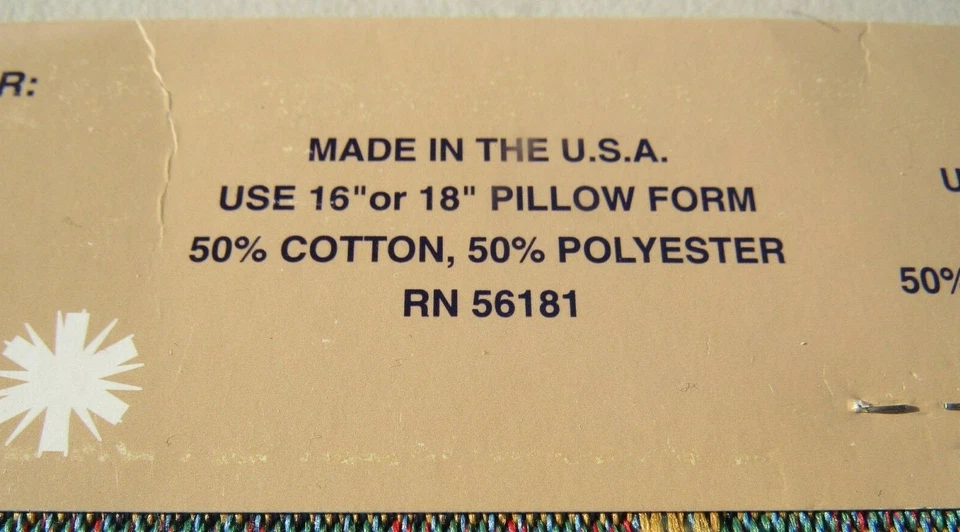 R:
MADE IN THE U.S.A.
USE 16"or 18" PILLOW FORM
50% COTTON, 50% POLYESTER
RN 56181
U
50%